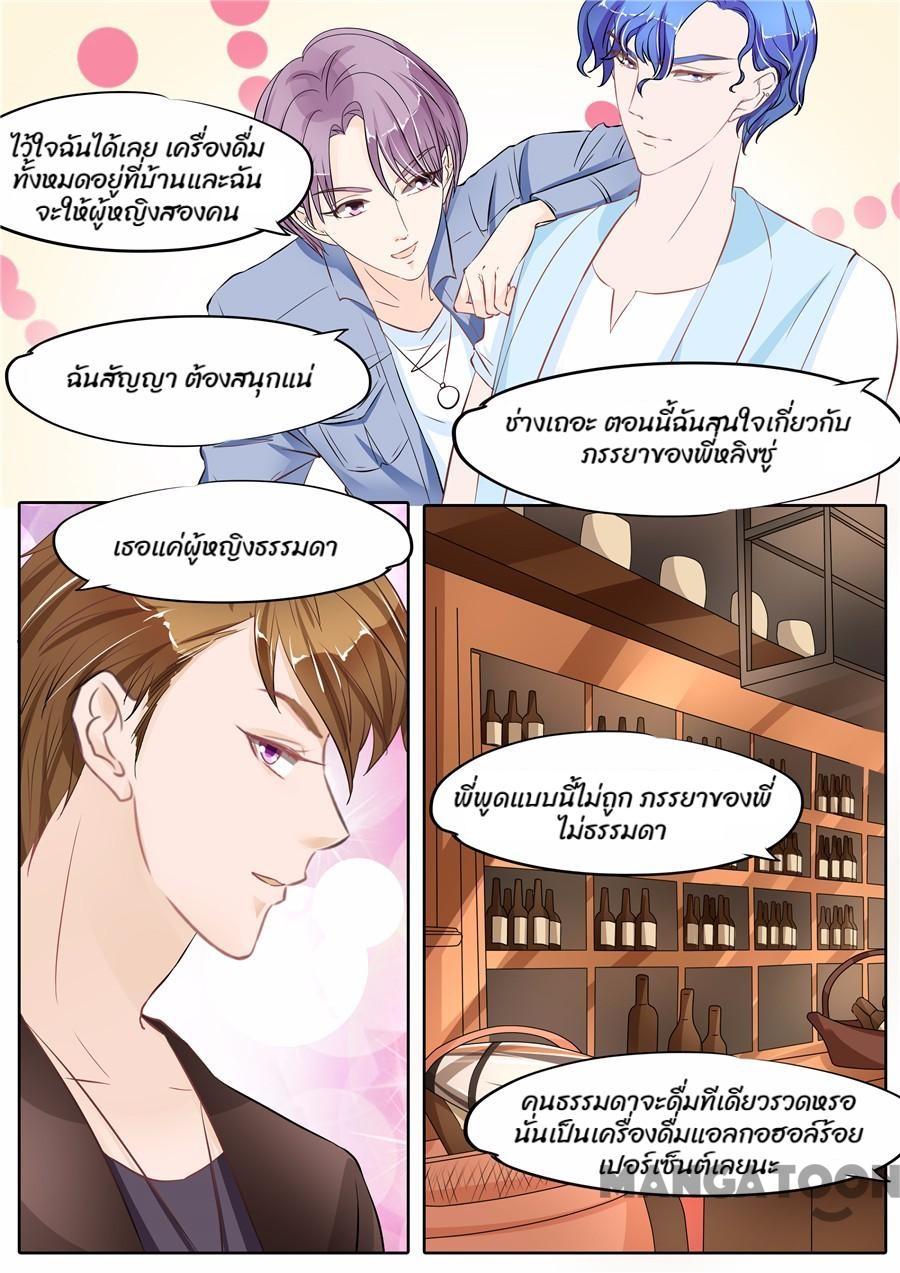 ไว้ใจฉันได้เลย เครื่องดื่ม
ทั้งหมดอยู่ที่บ้านและฉัน
จะให้ผู้หญิงสองคน
ฉันสัญญา ต้องสนุกแน่
ช่างเถอะ ตอนนี้ฉันสนใจเกี่ยวกับ
ภรรยาของพี่หลิงซู่
เธอแค่ผู้หญิงธรรมดา
พี่พูดแบบนี้ไม่ถูก ภรรยาของพี่
ไม่ธรรมดา
คนธรรมดาจะดื่มทีเดียวรวดหรอ
นั่นเป็นเครื่องดื่มแอลกอฮอล์ร้อย
เปอร์เซ็นต์เลยนะ
MANGATOON